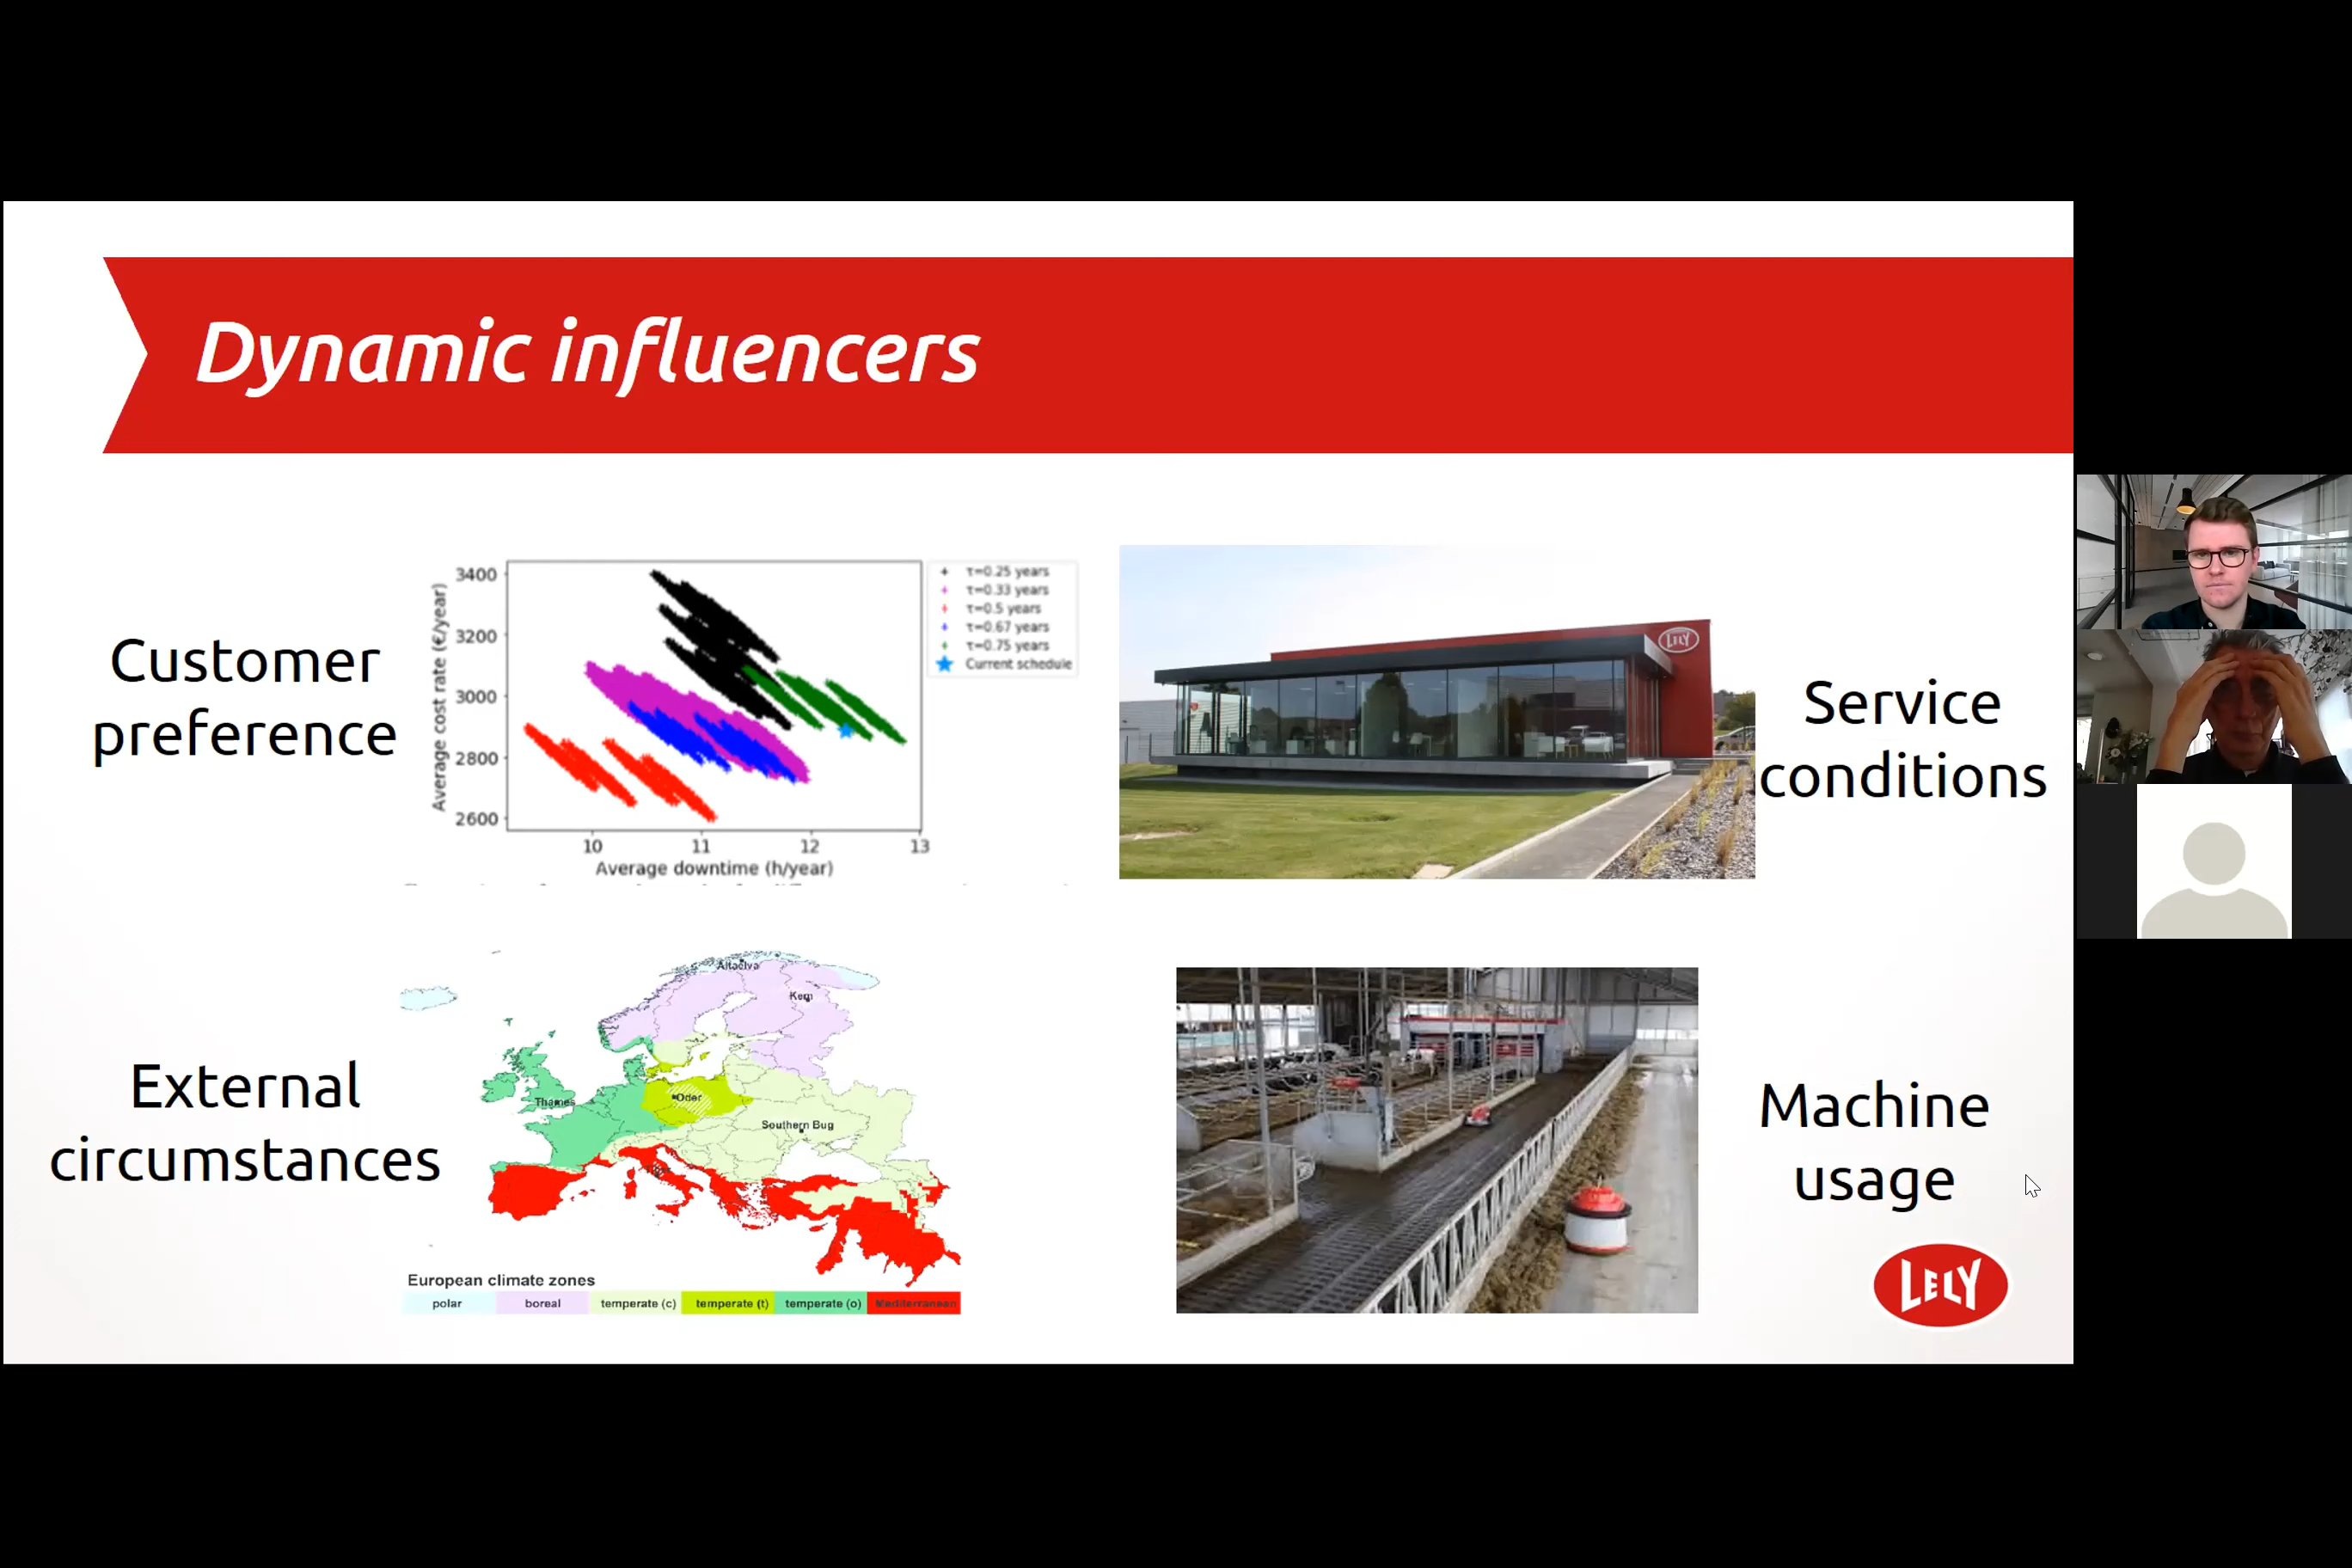 Dynamic influencers
Customer
preference
Average cost rate (€/year)
3400
3200
3000
2800
2600
10 11 12 13
Average downtime (h/year)
τ=0.25 years
τ=0.33 years
τ=0.5 years
τ=0.67 years
τ=0.75 years
Current schedule
LELY
Service
conditions
External
circumstances
Altaelva
Kem
Thames
Oder
Southern Bug
European climate zones
polar boreal temperate (c) temperate (t) temperate (o) Mediterranean
Machine
usage
LELY